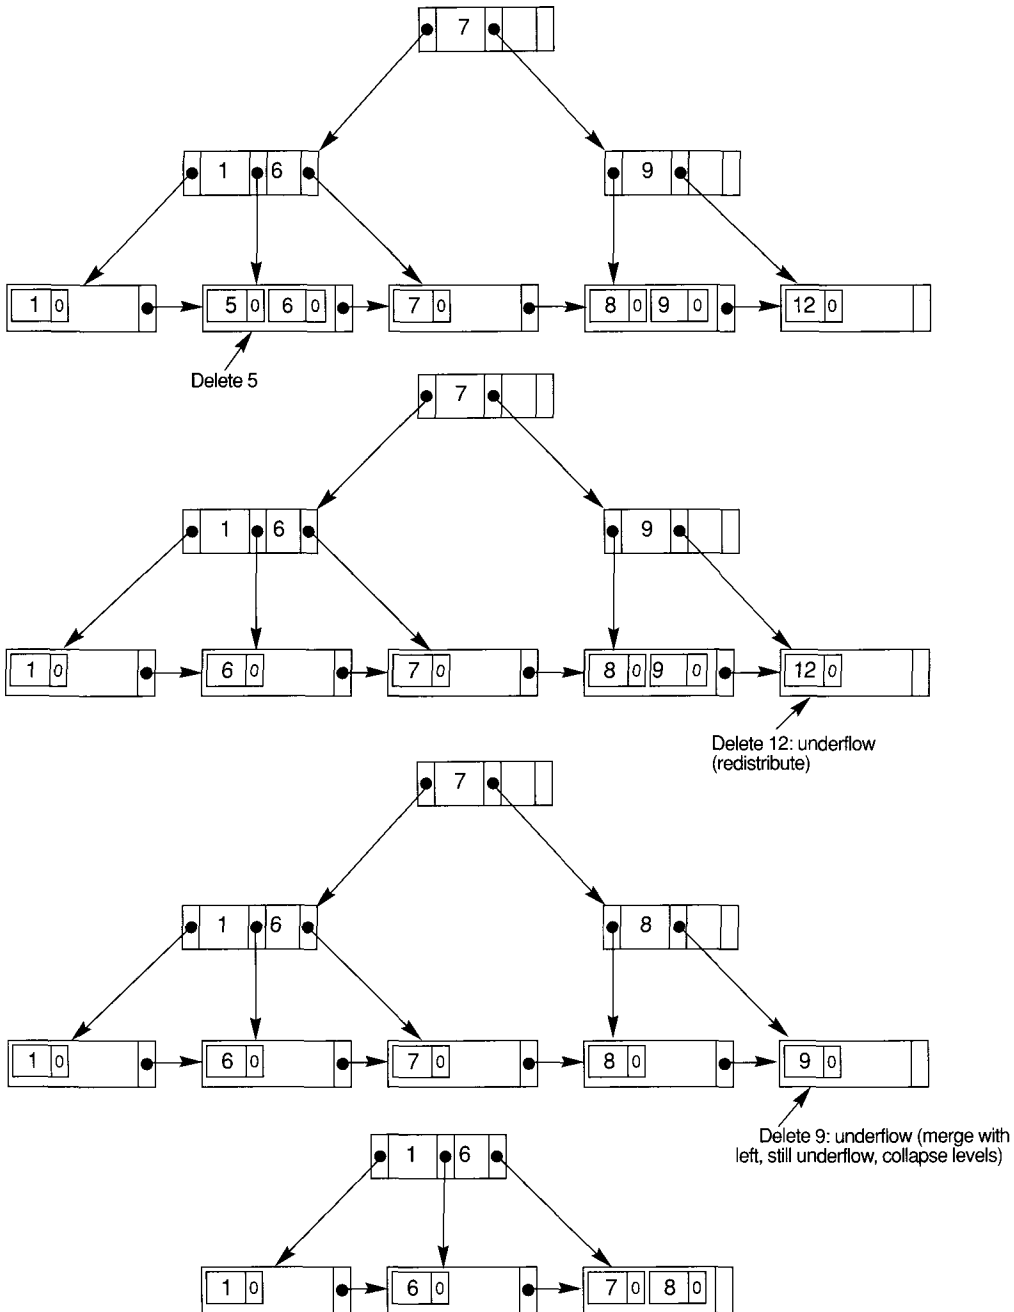 7
1 6
9
1 0
5 0 6 0
7 0
8 0 9 0
12 0
Delete 5
7
1 6
9
1 0
6 0
7 0
8 0 9 0
12 0
Delete 12: underflow
(redistribute)
7
1 6
8
1 0
6 0
7 0
8 0
9 0
Delete 9: underflow (merge with
left, still underflow, collapse levels)
1 6
1 0
6 0
7 0 8 0